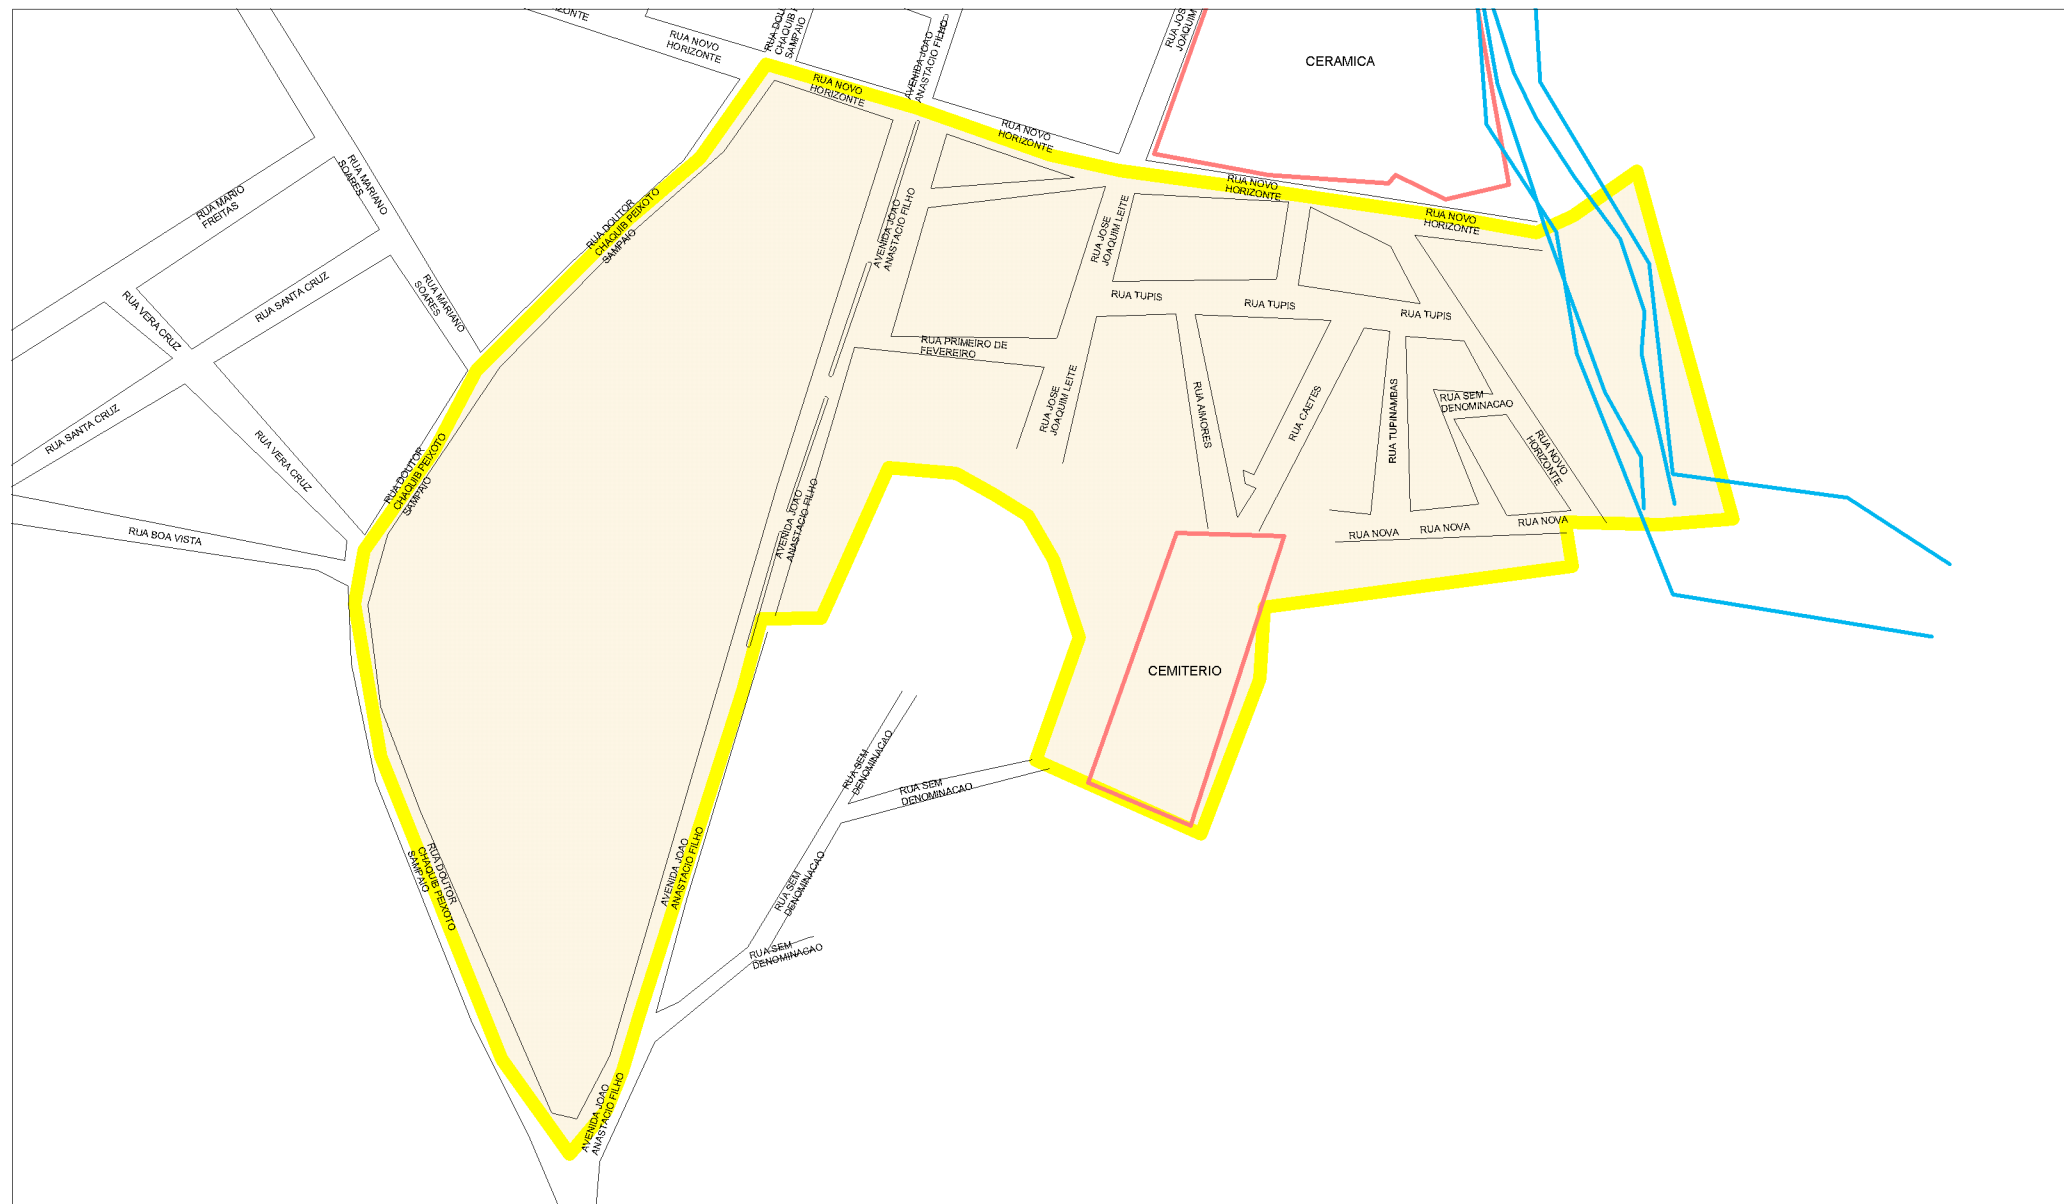 RUA NOVO
HORIZONTE
RUA DOU
CHAQUIB P
SAMPAIO
AVENIDA JOAO
ANASTACIO FILHO
RUA JOS
JOAQUIM
CERAMICA
RUA NOVO
HORIZONTE
RUA NOVO
HORIZONTE
RUA NOVO
HORIZONTE
RUA NOVO
HORIZONTE
RUA MARIANO
SOARES
RUA MARIO
FREITAS
RUA DOUTOR
CHAQUIB PEIXOTO
SAMPAIO
AVENIDA JOAO
ANASTACIO FILHO
RUA JOSE
JOAQUIM LEITE
RUA SANTA CRUZ
RUA VERA CRUZ
RUA MARIANO
SOARES
RUA TUPIS
RUA TUPIS
RUA TUPIS
RUA PRIMEIRO DE
FEVEREIRO
RUA JOSE
JOAQUIM LEITE
RUA AIMORES
RUA CAETES
RUA TUPINAMBAS
RUA SEM
DENOMINACAO
RUA NOVO
HORIZONTE
RUA SANTA CRUZ
RUA VERA CRUZ
RUA DOUTOR
CHAQUIB PEIXOTO
SAMPAIO
RUA BOA VISTA
AVENIDA JOAO
ANASTACIO FILHO
RUA NOVA
RUA NOVA
RUA NOVA
CEMITERIO
RUA SEM
DENOMINACAO
RUA SEM
DENOMINACAO
RUA DOUTOR
CHAQUIB PEIXOTO
SAMPAIO
AVENIDA JOAO
ANASTACIO FILHO
RUA SEM
DENOMINACAO
RUA SEM
DENOMINACAO
AVENIDA JOAO
ANASTACIO FILHO